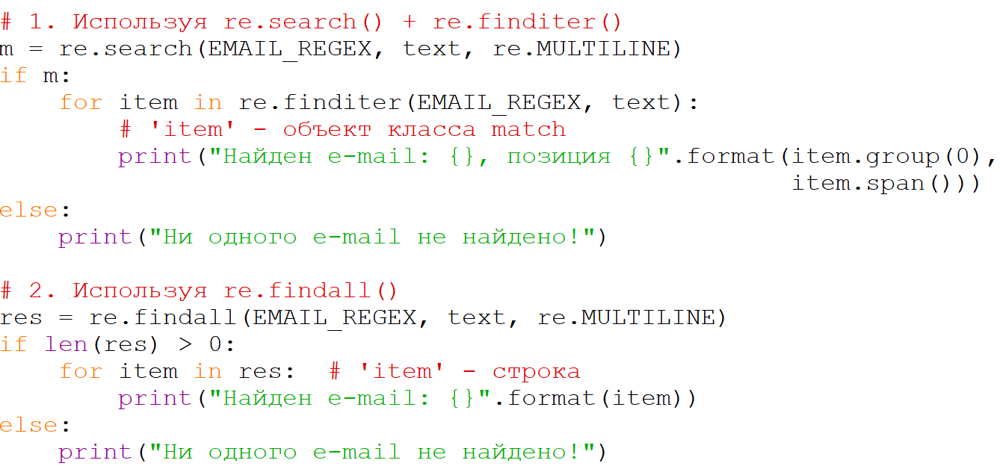 # 1. Используя re.search() + re.finditer()
m = re.search(EMAIL_REGEX, text, re.MULTILINE)
if m:
    for item in re.finditer(EMAIL_REGEX, text):
        # 'item' - объект класса match
        print("Найден e-mail: {}, позиция {}".format(item.group(0),
                                                     item.span()))
else:
    print("Ни одного e-mail не найдено!")

# 2. Используя re.findall()
res = re.findall(EMAIL_REGEX, text, re.MULTILINE)
if len(res) > 0:
    for item in res:  # 'item' - строка
        print("Найден e-mail: {}".format(item))
else:
    print("Ни одного e-mail не найдено!")